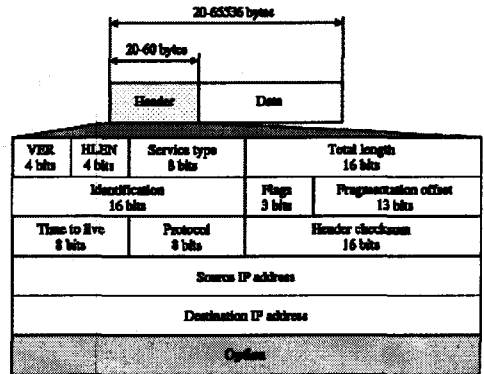 20-65536 bytes
20-60 bytes
Header Data
VER HLEN Service type Total length
4 bits 4 bits 8 bits 16 bits
Identification Flags Fragmentation offset
16 bits 3 bits 13 bits
Time to live Protocol Header checksum
8 bits 8 bits 16 bits
Source IP address
Destination IP address
Option